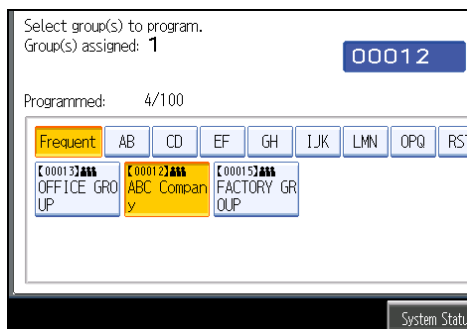 Select group(s) to program.
Group(s) assigned: 1
00012
Programmed: 4/100
Frequent AB CD EF GH IJK LMN OPQ RST
【00013】
OFFICE GRO
UP
【00012】
ABC Compan
y
【00015】
FACTORY GR
OUP
System Statu